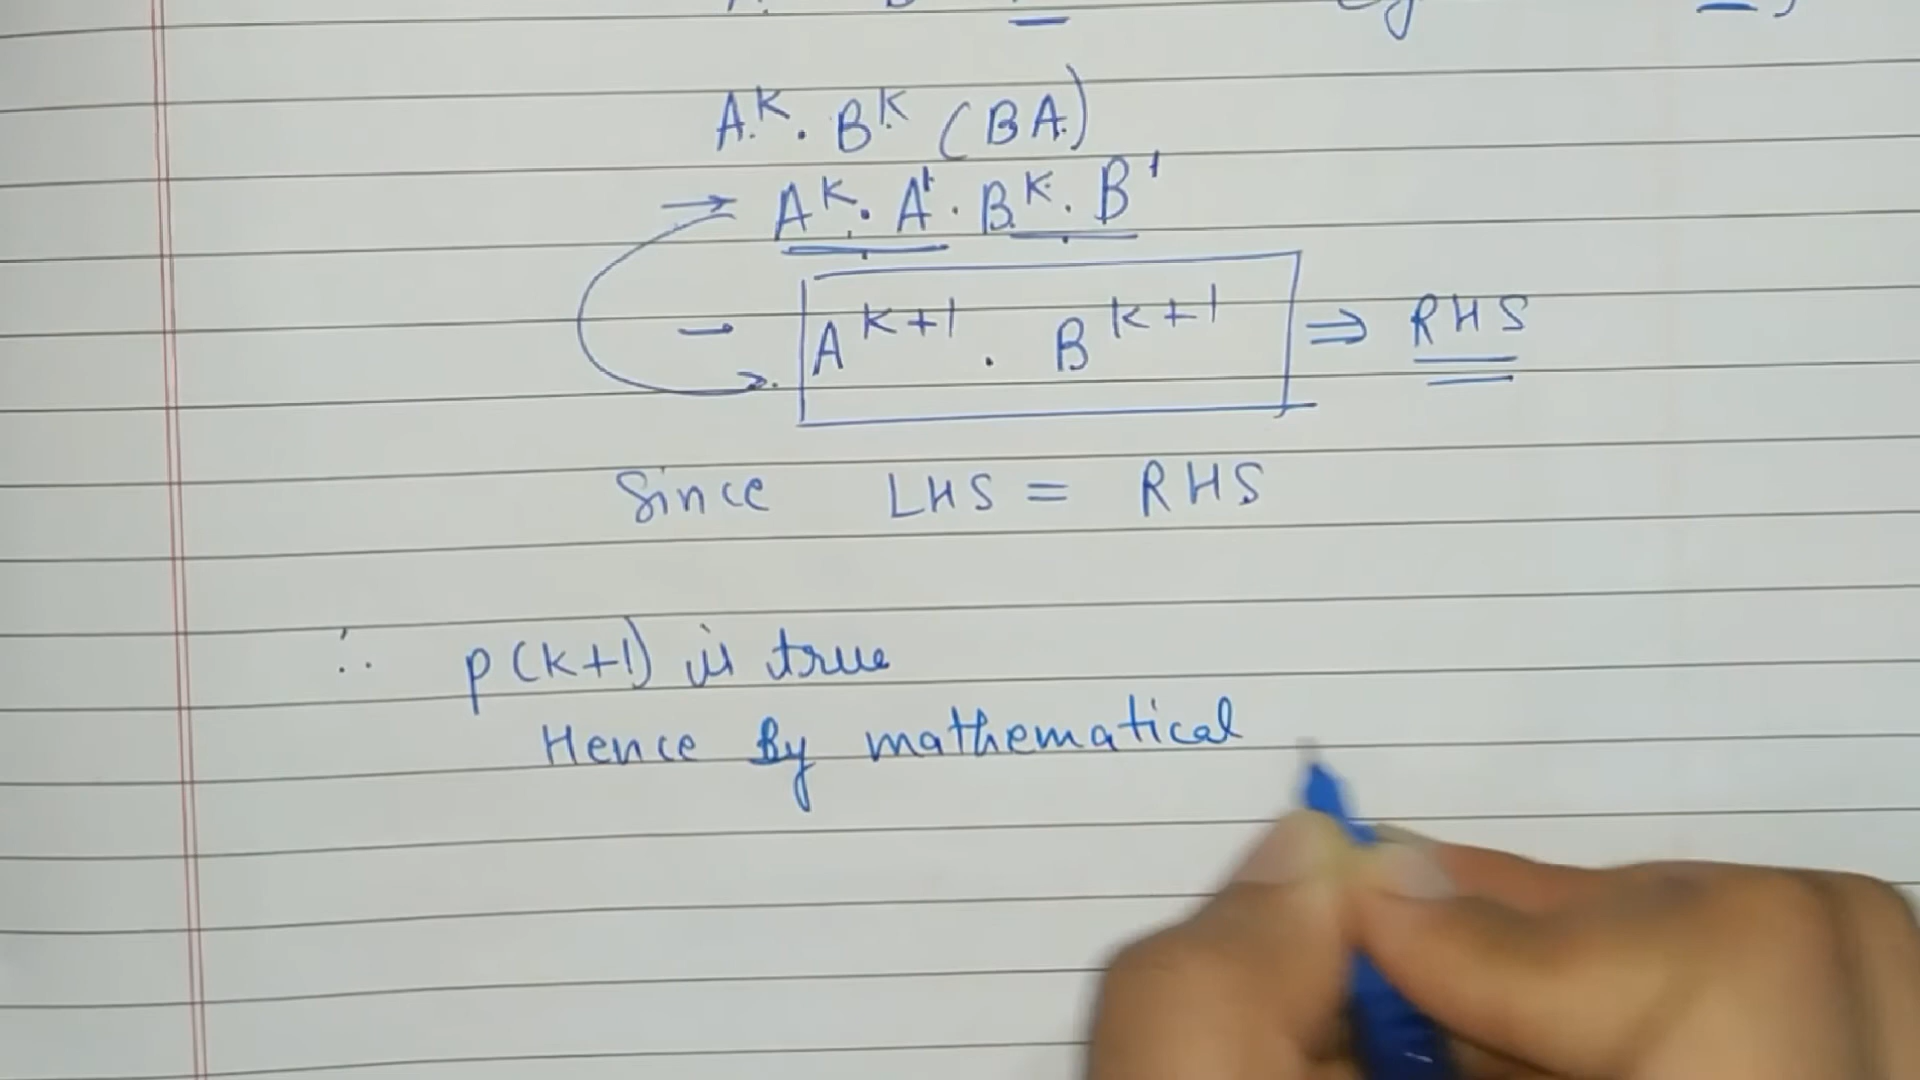 A^K . B^K (BA)
→ A^K . A^1 . B^K . B^1
– A^{K+1} . B^{K+1} ⇒ RHS
Since LHS = RHS
∴ p(k+1) is true
Hence By mathematical